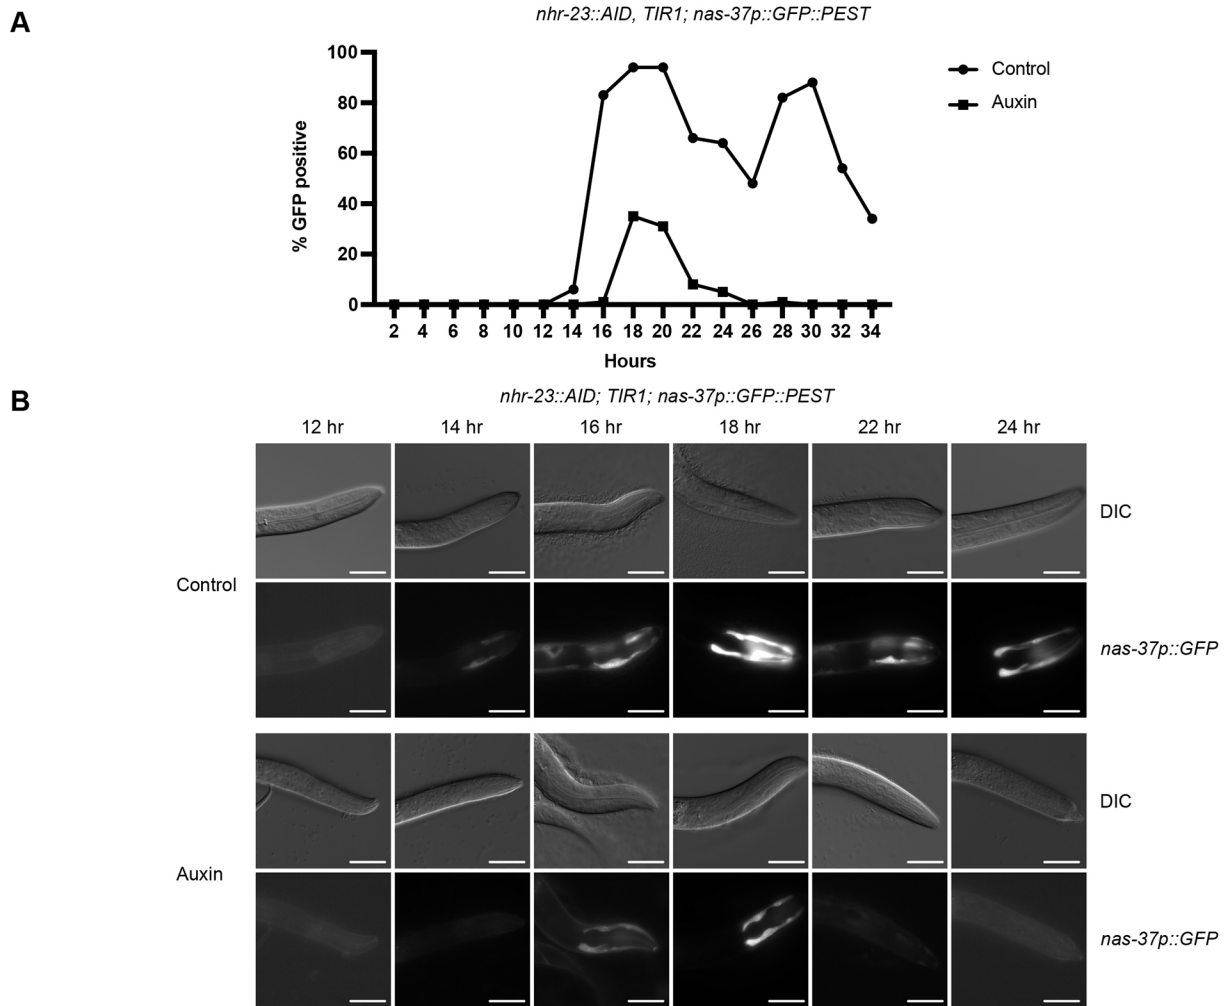 A
nhr-23::AID, TIR1; nas-37p::GFP::PEST
100
80
60
40
20
0
% GFP positive
2 4 6 8 10 12 14 16 18 20 22 24 26 28 30 32 34
Hours
Control
Auxin
B
nhr-23::AID; TIR1; nas-37p::GFP::PEST
12 hr 14 hr 16 hr 18 hr 22 hr 24 hr
DIC
Control
nas-37p::GFP
DIC
Auxin
nas-37p::GFP